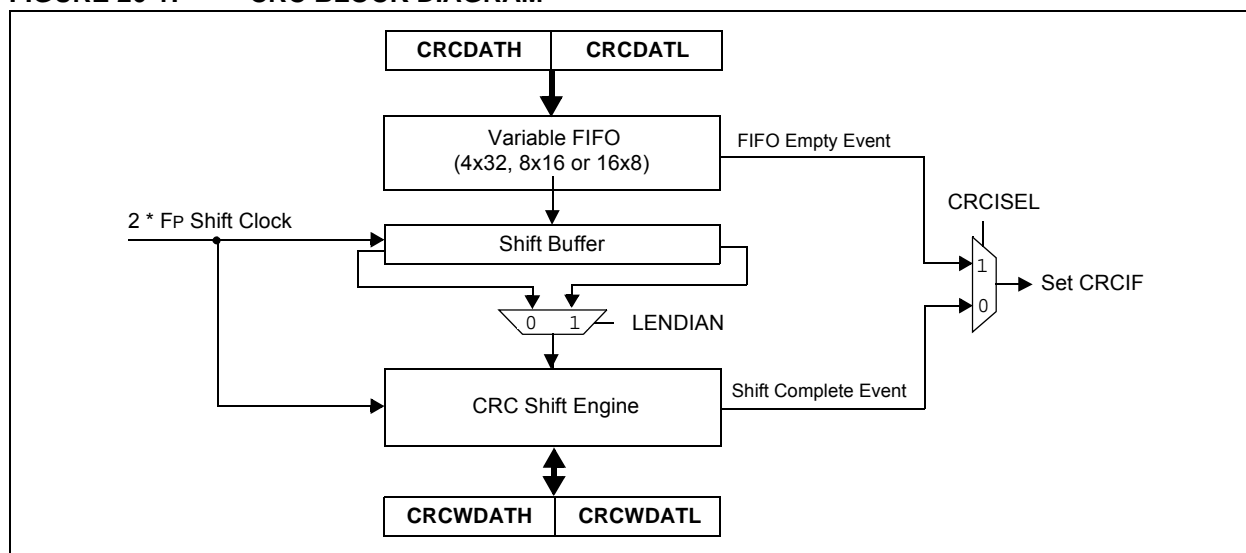 CRCDATH CRCDATL
Variable FIFO
(4x32, 8x16 or 16x8)
FIFO Empty Event
CRCISEL
2 * FP Shift Clock
Shift Buffer
1
Set CRCIF
0
0 1
LENDIAN
CRC Shift Engine
Shift Complete Event
CRCWDATH CRCWDATL